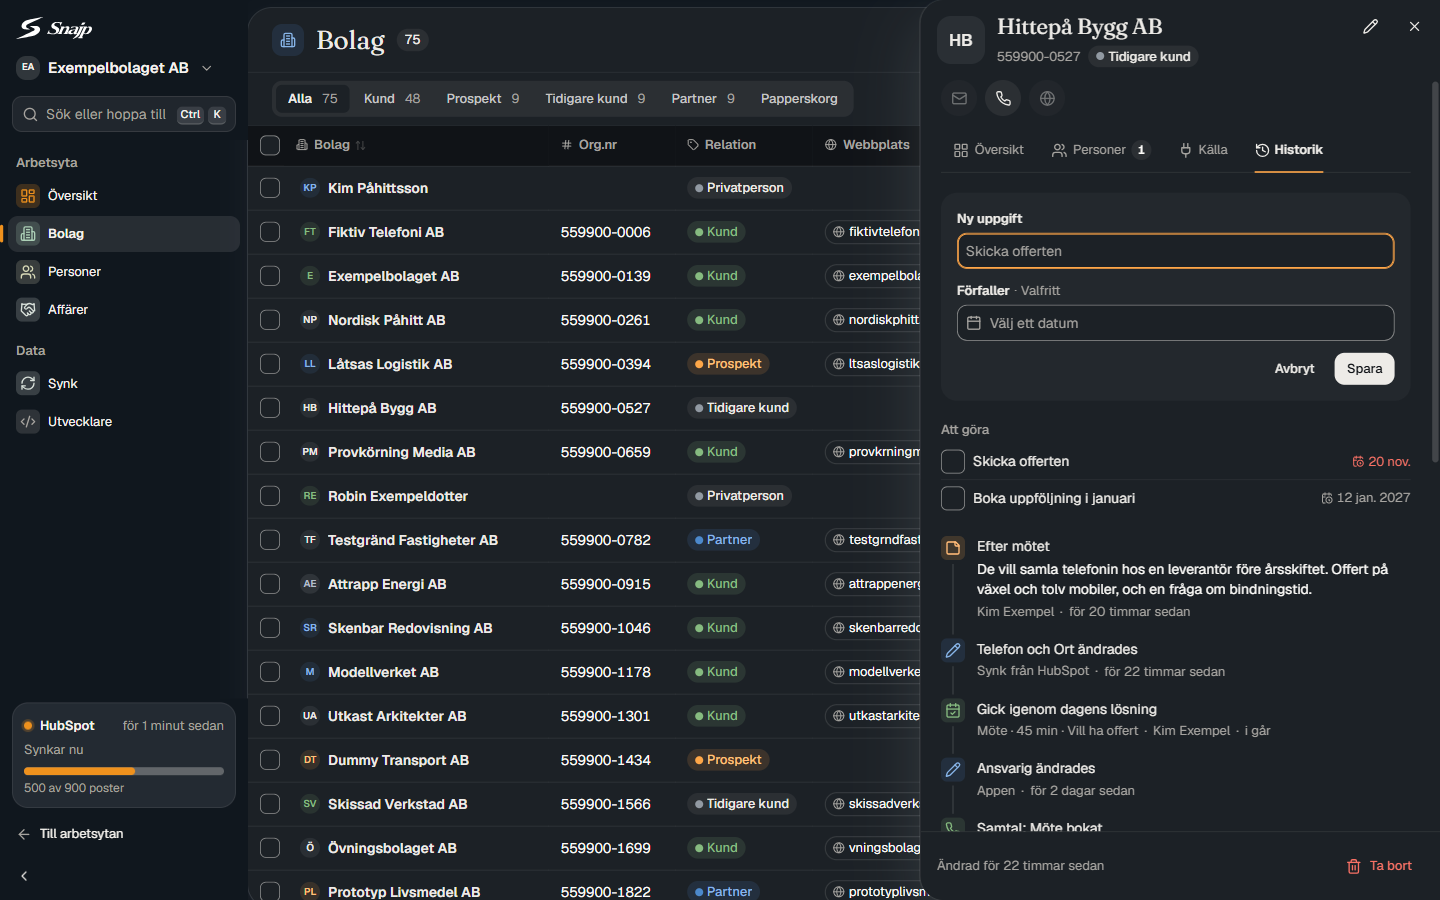 Snajp
EA Exempelbolaget AB
Sök eller hoppa till Ctrl K
Arbetsyta
Översikt
Bolag
Personer
Affärer
Data
Synk
Utvecklare
HubSpot för 1 minut sedan
Synkar nu
500 av 900 poster
Till arbetsytan
Bolag 75
Alla 75 Kund 48 Prospekt 9 Tidigare kund 9 Partner 9 Papperskorg
Bolag Org.nr Relation Webbplats
KP Kim Påhittsson Privatperson
FT Fiktiv Telefoni AB 559900-0006 Kund fiktivtelefon
E Exempelbolaget AB 559900-0139 Kund exempelbola
NP Nordisk Påhitt AB 559900-0261 Kund nordiskphitt
LL Låtsas Logistik AB 559900-0394 Prospekt ltsaslogistik
HB Hittepå Bygg AB 559900-0527 Tidigare kund
PM Provkörning Media AB 559900-0659 Kund provkrningm
RE Robin Exempeldotter Privatperson
TF Testgränd Fastigheter AB 559900-0782 Partner testgrndfast
AE Attrapp Energi AB 559900-0915 Kund attrappenerg
SR Skenbar Redovisning AB 559900-1046 Kund skenbarredo
M Modellverket AB 559900-1178 Kund modellverke
UA Utkast Arkitekter AB 559900-1301 Kund utkastarkite
DT Dummy Transport AB 559900-1434 Prospekt
SV Skissad Verkstad AB 559900-1566 Tidigare kund skissadverk
Ö Övningsbolaget AB 559900-1699 Kund vningsbolag
PL Prototyp Livsmedel AB 559900-1822 Partner prototyplivsm
HB Hittepå Bygg AB
559900-0527 Tidigare kund
Översikt Personer 1 Källa Historik
Ny uppgift
Skicka offerten
Förfaller · Valfritt
Välj ett datum
Avbryt Spara
Att göra
Skicka offerten 20 nov.
Boka uppföljning i januari 12 jan. 2027
Efter mötet
De vill samla telefonin hos en leverantör före årsskiftet. Offert på
växel och tolv mobiler, och en fråga om bindningstid.
Kim Exempel · för 20 timmar sedan
Telefon och Ort ändrades
Synk från HubSpot · för 22 timmar sedan
Gick igenom dagens lösning
Möte · 45 min · Vill ha offert · Kim Exempel · i går
Ansvarig ändrades
Appen · för 2 dagar sedan
Samtal: Möte bokat
Ändrad för 22 timmar sedan Ta bort